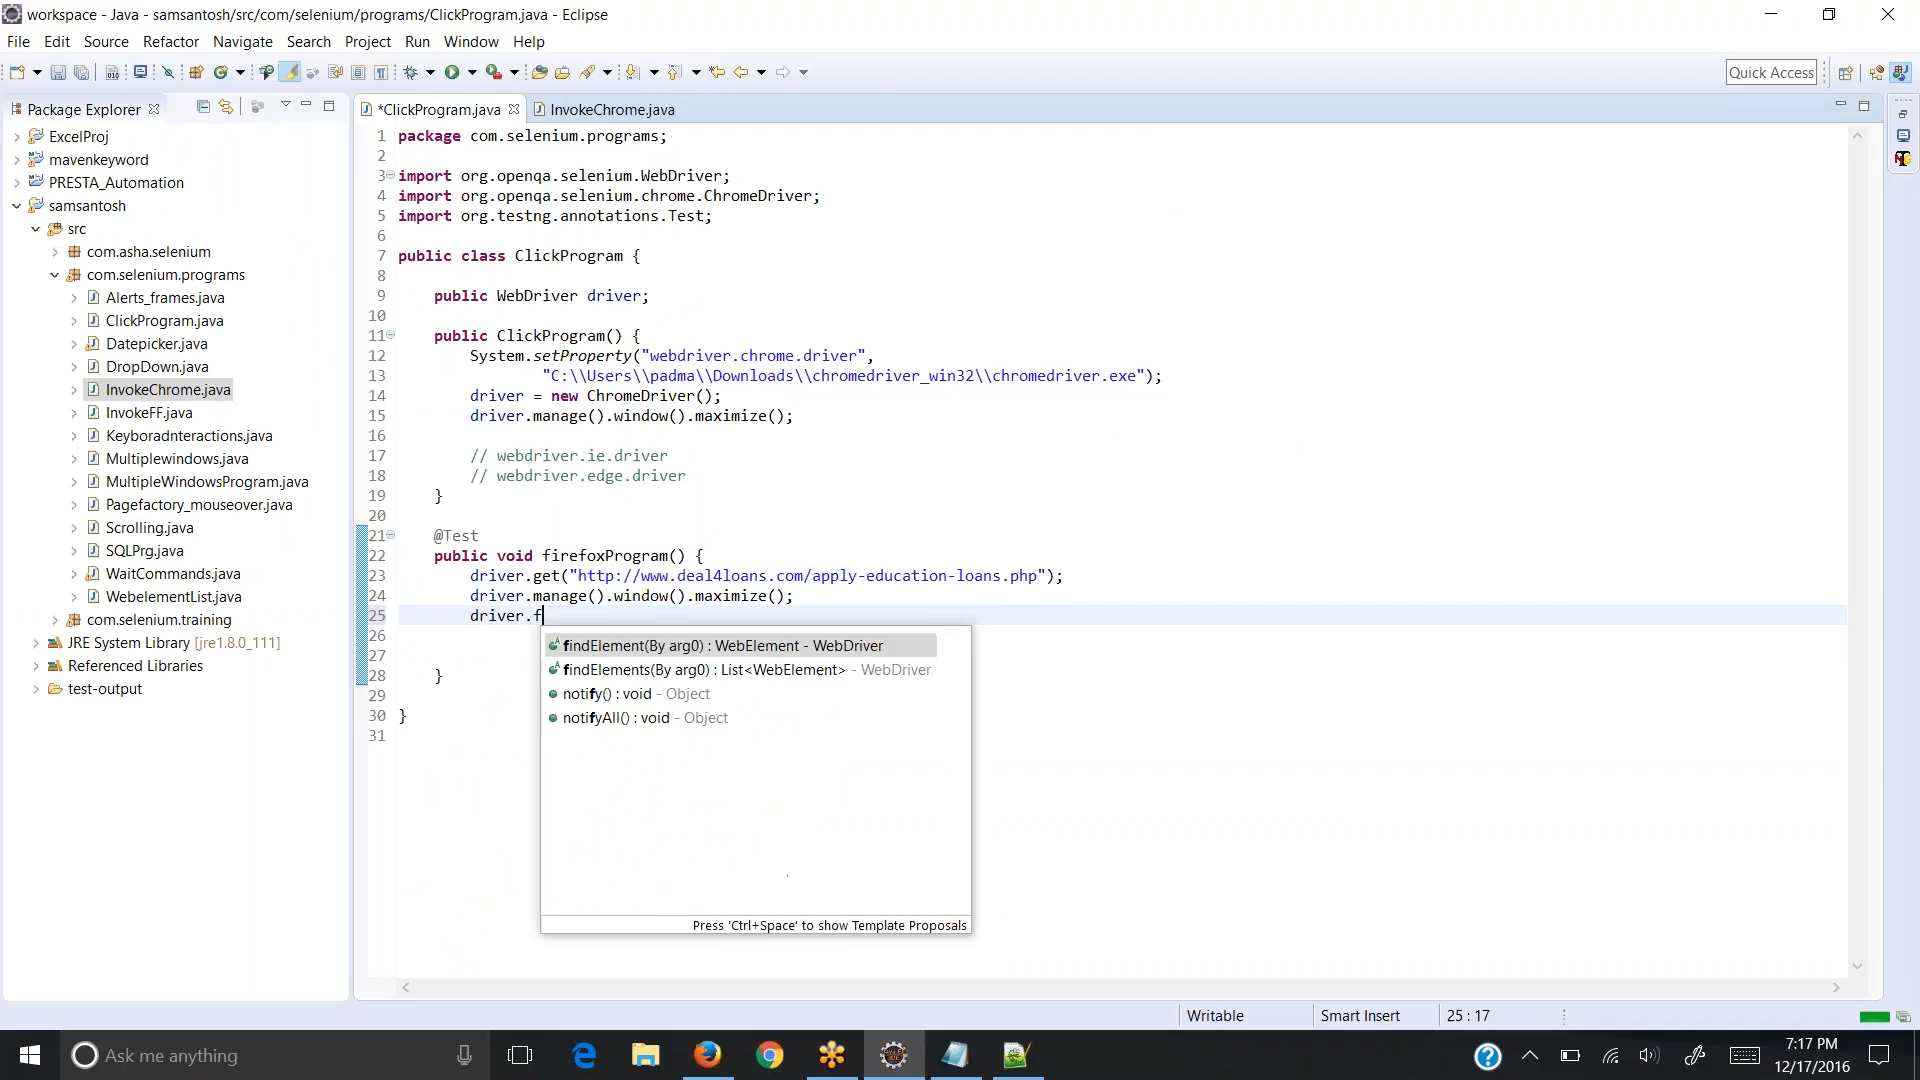 workspace - Java - samsantosh/src/com/selenium/programs/ClickProgram.java - Eclipse
File Edit Source Refactor Navigate Search Project Run Window Help
Quick Access
Package Explorer
*ClickProgram.java
InvokeChrome.java
ExcelProj
mavenkeyword
PRESTA_Automation
samsantosh
src
com.asha.selenium
com.selenium.programs
Alerts_frames.java
ClickProgram.java
Datepicker.java
DropDown.java
InvokeChrome.java
InvokeFF.java
KeyboradnteractionsI.java
Multiplewindows.java
MultipleWindowsProgram.java
Pagefactory_mouseover.java
Scrolling.java
SQLPrg.java
WaitCommands.java
WebelementList.java
com.selenium.training
JRE System Library [jre1.8.0_111]
Referenced Libraries
test-output
1 package com.selenium.programs;
2
3 import org.openqa.selenium.WebDriver;
4 import org.openqa.selenium.chrome.ChromeDriver;
5 import org.testng.annotations.Test;
6
7 public class ClickProgram {
8
9 public WebDriver driver;
10
11 public ClickProgram() {
12 System.setProperty("webdriver.chrome.driver",
13 "C:\\Users\\padma\\Downloads\\chromedriver_win32\\chromedriver.exe");
14 driver = new ChromeDriver();
15 driver.manage().window().maximize();
16
17 // webdriver.ie.driver
18 // webdriver.edge.driver
19 }
20
21 @Test
22 public void firefoxProgram() {
23 driver.get("http://www.deal4loans.com/apply-education-loans.php");
24 driver.manage().window().maximize();
25 driver.f
26
27
28 }
29
30 }
31
findElement(By arg0) : WebElement - WebDriver
findElements(By arg0) : List<WebElement> - WebDriver
notify() : void - Object
notifyAll() : void - Object
Press 'Ctrl+Space' to show Template Proposals
Writable
Smart Insert
25 : 17
Ask me anything
7:17 PM
12/17/2016